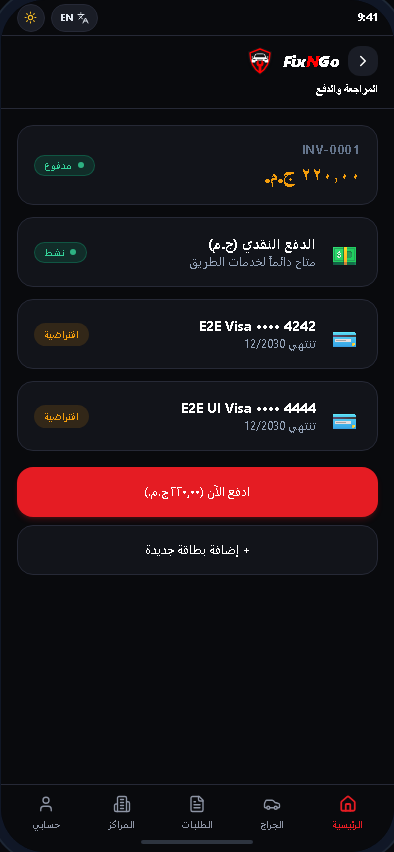 9:41
EN
FixNGo
المراجعة والدفع
INV-0001
٢٢٠,٠٠ ج.م.
مدفوع
الدفع النقدي (ج.م)
متاح دائماً لخدمات الطريق
نشط
E2E Visa •••• 4242
تنتهي 12/2030
افتراضية
E2E UI Visa •••• 4444
تنتهي 12/2030
افتراضية
ادفع الآن (٢٢٠,٠٠ ج.م.)
+ إضافة بطاقة جديدة
الرئيسية
الجراج
الطلبات
المراكز
حسابي